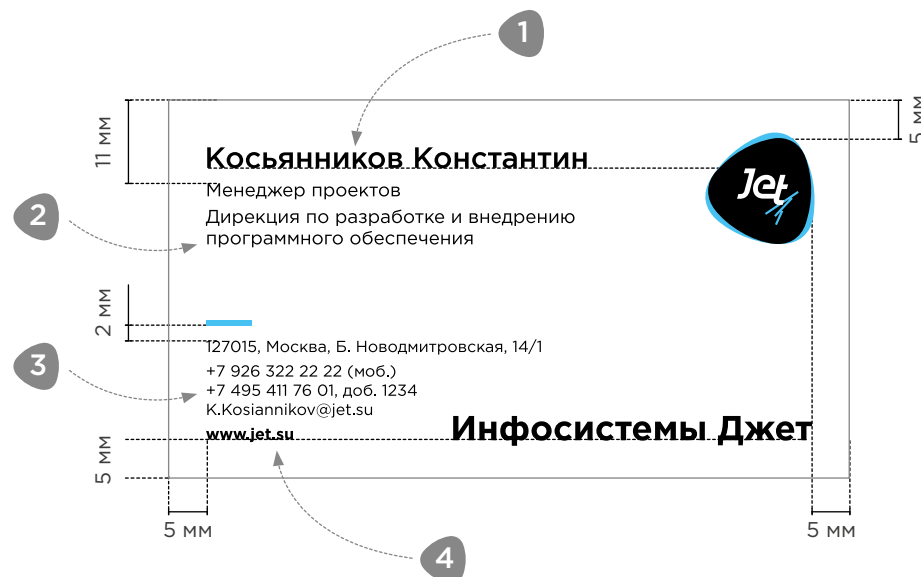 1
5 мм
11 мм
Косьянников Константин
Jet
Менеджер проектов
2
Дирекция по разработке и внедрению
программного обеспечения
2 мм
127015, Москва, Б. Новодмитровская, 14/1
3
+7 926 322 22 22 (моб.)
+7 495 411 76 01, доб. 1234
K.Kosiannikov@jet.su
www.jet.su
Инфосистемы Джет
5 мм
5 мм
5 мм
4